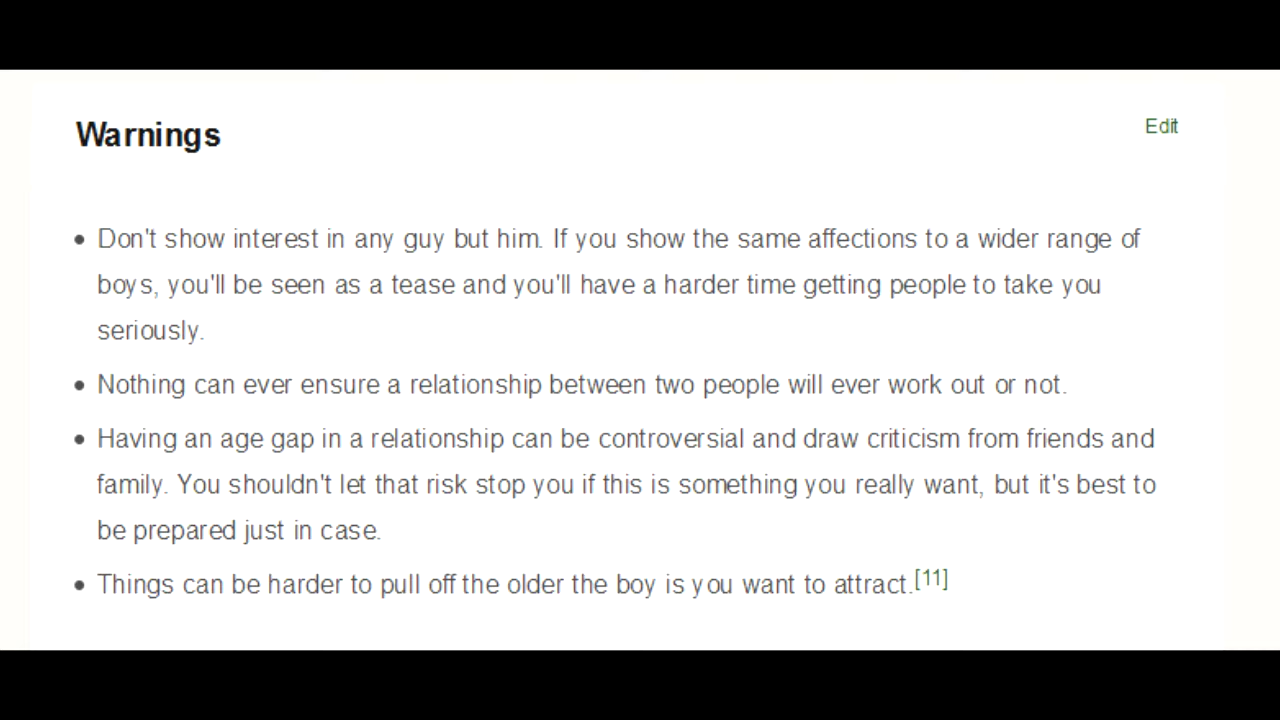 Warnings
Edit
Don't show interest in any guy but him. If you show the same affections to a wider range of
boys, you'll be seen as a tease and you'll have a harder time getting people to take you
seriously.
Nothing can ever ensure a relationship between two people will ever work out or not.
Having an age gap in a relationship can be controversial and draw criticism from friends and
family. You shouldn't let that risk stop you if this is something you really want, but it's best to
be prepared just in case.
Things can be harder to pull off the older the boy is you want to attract.[11]